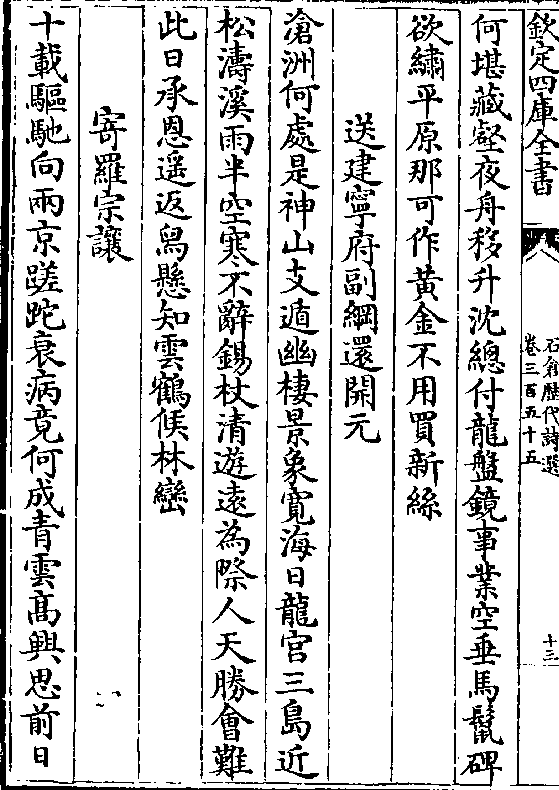 欽定四庫全書
石倉歷代詩選
卷三百五十五
十三
何堪藏壑夜舟移升沈總付龍盤鏡事業空垂馬鬛碑
欲繡平原那可作黃金不用買新絲
送建寧府副綱還開元
滄洲何處是神山支遁幽棲景象寛海日龍宫三島近
松濤溪雨半空寒不辭錫杖清遊遠為際人天勝會難
此日承恩遥返舃懸知雲鶴候林巒
寄羅宗讓
十載驅馳向兩京蹉跎衰病竟何成青雲髙興思前日